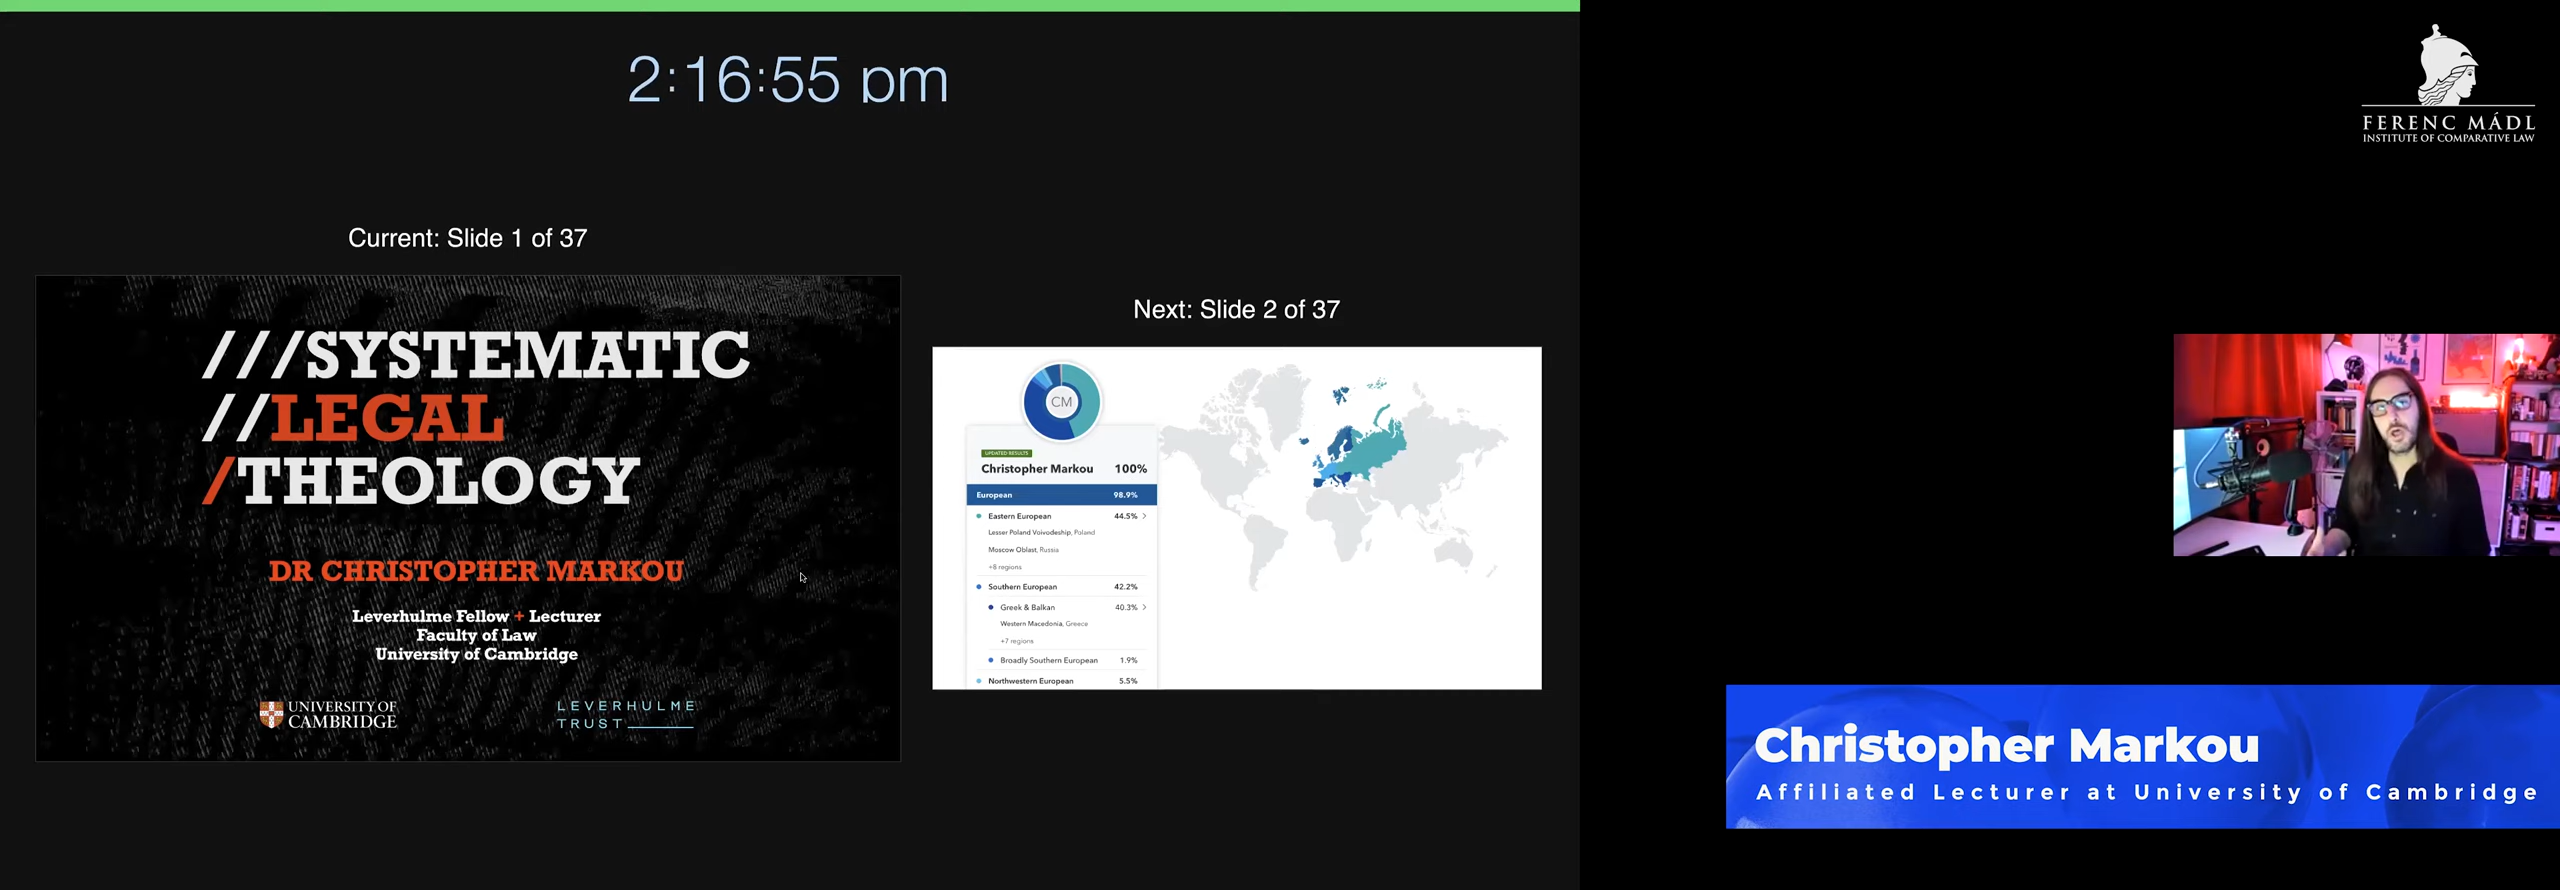 2:16:55 pm
Current: Slide 1 of 37
///SYSTEMATIC
//LEGAL
/THEOLOGY
DR CHRISTOPHER MARKOU
Leverhulme Fellow + Lecturer
Faculty of Law
University of Cambridge
UNIVERSITY OF
CAMBRIDGE
LEVERHULME
TRUST
Next: Slide 2 of 37
CM
UPDATED RESULTS
Christopher Markou 100%
European 98.9%
Eastern European 44.5% >
Lesser Poland Voivodeship, Poland
Moscow Oblast, Russia
+8 regions
Southern European 42.2%
Greek & Balkan 40.3% >
Western Macedonia, Greece
+7 regions
Broadly Southern European 1.9%
Northwestern European 5.5%
FERENC MÁDL
INSTITUTE OF COMPARATIVE LAW
Christopher Markou
Affiliated Lecturer at University of Cambridge